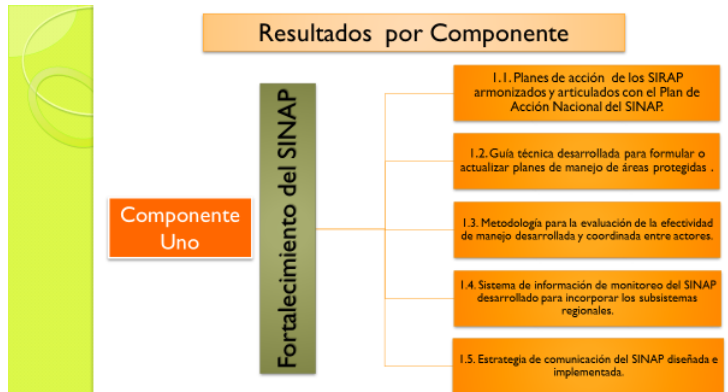 Resultados por Componente
Componente
Uno
Fortalecimiento del SINAP
1.1. Planes de acción de los SIRAP
armonizados y articulados con el Plan de
Acción Nacional del SINAP.
1.2. Guía técnica desarrollada para formular o
actualizar planes de manejo de áreas protegidas .
1.3. Metodología para la evaluación de la efectividad
de manejo desarrollada y coordinada entre actores.
1.4. Sistema de información de monitoreo del SINAP
desarrollado para incorporar los subsistemas
regionales.
1.5. Estrategia de comunicación del SINAP diseñada e
implementada.